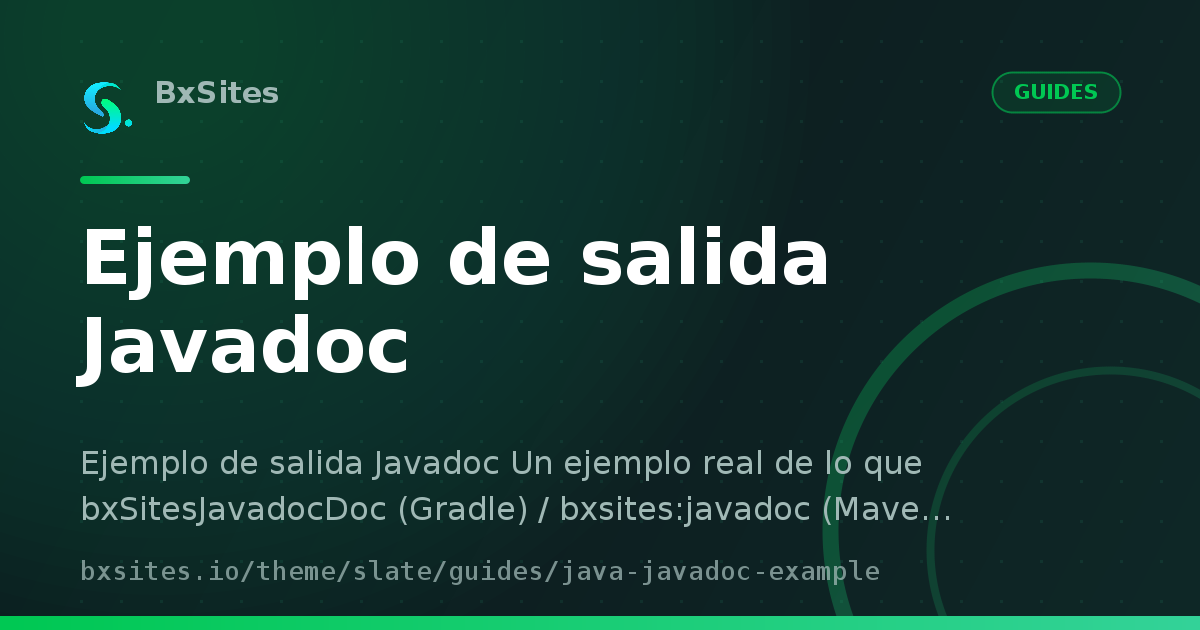 BxSites
GUIDES
Ejemplo de salida
Javadoc
Ejemplo de salida Javadoc Un ejemplo real de lo que
bxSitesJavadocDoc (Gradle) / bxsites:javadoc (Mave…
bxsites.io/theme/slate/guides/java-javadoc-example